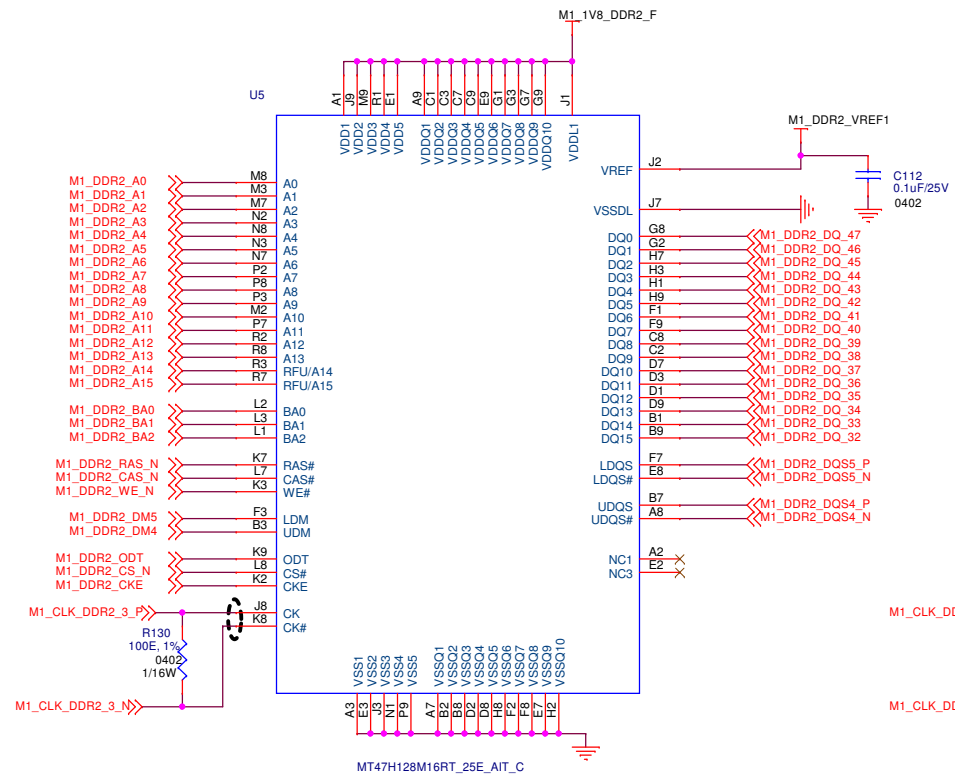 M1_1V8_DDR2_F
U5
A1 J9 M9 R1 E1 A9 C1 C3 C7 C9 E9 G1 G3 G7 G9 J1
VDD1 VDD2 VDD3 VDD4 VDD5 VDDQ1 VDDQ2 VDDQ3 VDDQ4 VDDQ5 VDDQ6 VDDQ7 VDDQ8 VDDQ9 VDDQ10 VDDL1
M1_DDR2_VREF1
VREF J2
C112
0.1uF/25V
0402
VSSDL J7
M1_DDR2_A0 M8 A0
M1_DDR2_A1 M3 A1
M1_DDR2_A2 M7 A2
M1_DDR2_A3 N2 A3
M1_DDR2_A4 N8 A4
M1_DDR2_A5 N3 A5
M1_DDR2_A6 N7 A6
M1_DDR2_A7 P2 A7
M1_DDR2_A8 P8 A8
M1_DDR2_A9 P3 A9
M1_DDR2_A10 M2 A10
M1_DDR2_A11 P7 A11
M1_DDR2_A12 R2 A12
M1_DDR2_A13 R8 A13
M1_DDR2_A14 R3 RFU/A14
M1_DDR2_A15 R7 RFU/A15
M1_DDR2_BA0 L2 BA0
M1_DDR2_BA1 L3 BA1
M1_DDR2_BA2 L1 BA2
M1_DDR2_RAS_N K7 RAS#
M1_DDR2_CAS_N L7 CAS#
M1_DDR2_WE_N K3 WE#
M1_DDR2_DM5 F3 LDM
M1_DDR2_DM4 B3 UDM
M1_DDR2_ODT K9 ODT
M1_DDR2_CS_N L8 CS#
M1_DDR2_CKE K2 CKE
M1_CLK_DDR2_3_P J8 CK
K8 CK#
R130
100E, 1%
0402
1/16W
M1_CLK_DDR2_3_N
DQ0 G8 M1_DDR2_DQ_47
DQ1 G2 M1_DDR2_DQ_46
DQ2 H7 M1_DDR2_DQ_45
DQ3 H3 M1_DDR2_DQ_44
DQ4 H1 M1_DDR2_DQ_43
DQ5 H9 M1_DDR2_DQ_42
DQ6 F1 M1_DDR2_DQ_41
DQ7 F9 M1_DDR2_DQ_40
DQ8 C8 M1_DDR2_DQ_39
DQ9 C2 M1_DDR2_DQ_38
DQ10 D7 M1_DDR2_DQ_37
DQ11 D3 M1_DDR2_DQ_36
DQ12 D1 M1_DDR2_DQ_35
DQ13 D9 M1_DDR2_DQ_34
DQ14 B1 M1_DDR2_DQ_33
DQ15 B9 M1_DDR2_DQ_32
LDQS F7 M1_DDR2_DQS5_P
LDQS# E8 M1_DDR2_DQS5_N
UDQS B7 M1_DDR2_DQS4_P
UDQS# A8 M1_DDR2_DQS4_N
NC1 A2
NC3 E2
M1_CLK_DD
M1_CLK_DD
VSS1 VSS2 VSS3 VSS4 VSS5 VSSQ1 VSSQ2 VSSQ3 VSSQ4 VSSQ5 VSSQ6 VSSQ7 VSSQ8 VSSQ9 VSSQ10
A3 E3 J3 N1 P9 A7 B2 B8 D2 D8 H8 F2 F8 E7 H2
MT47H128M16RT_25E_AIT_C